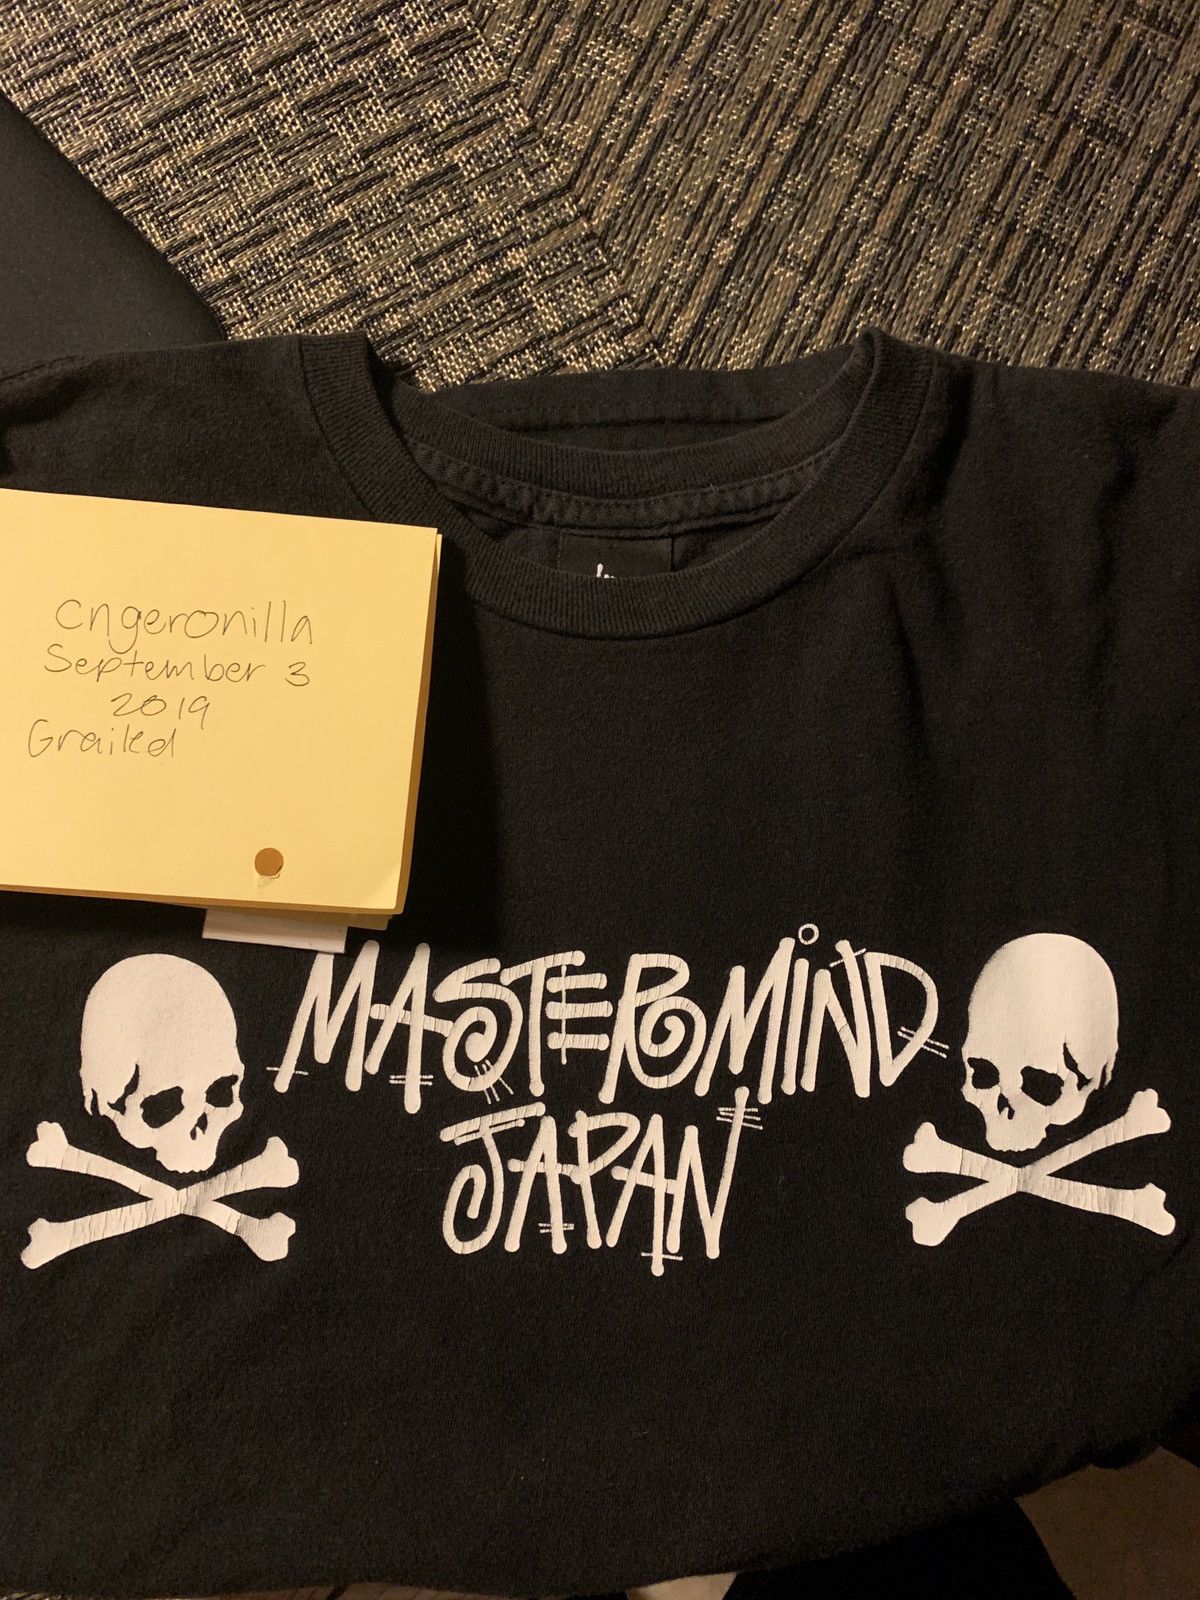 cngeronilla
September 3
2019
Grailed
MASTERMIND
JAPAN